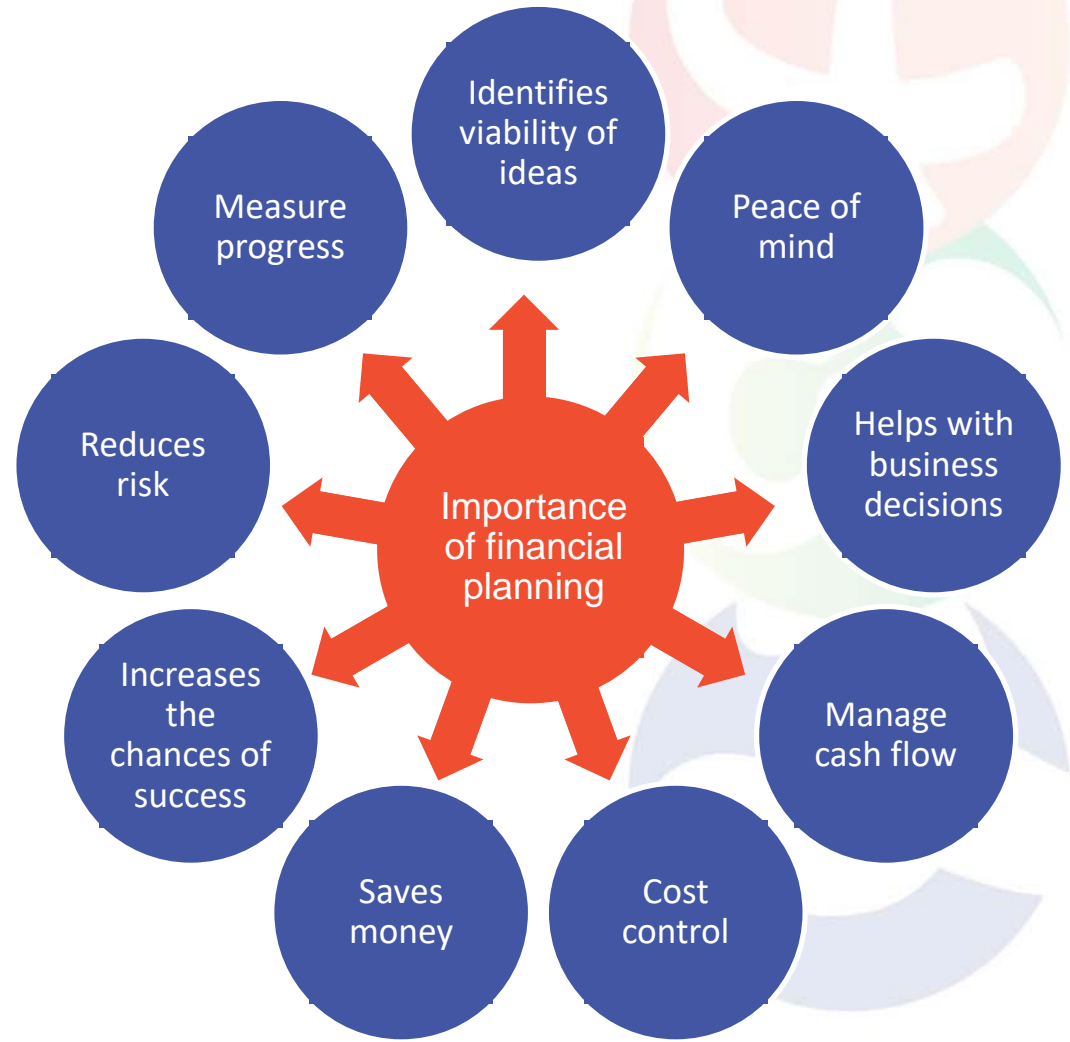 Identifies
viability of
ideas
Peace of
mind
Helps with
business
decisions
Manage
cash flow
Cost
control
Saves
money
Increases
the
chances of
success
Reduces
risk
Measure
progress
Importance
of financial
planning